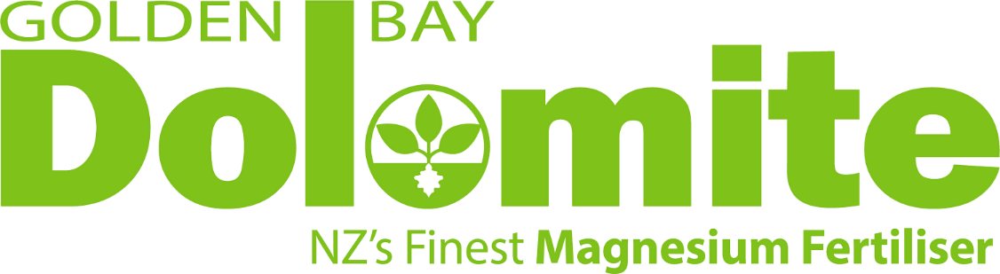 GOLDEN BAY
Dolomite
NZ's Finest Magnesium Fertiliser